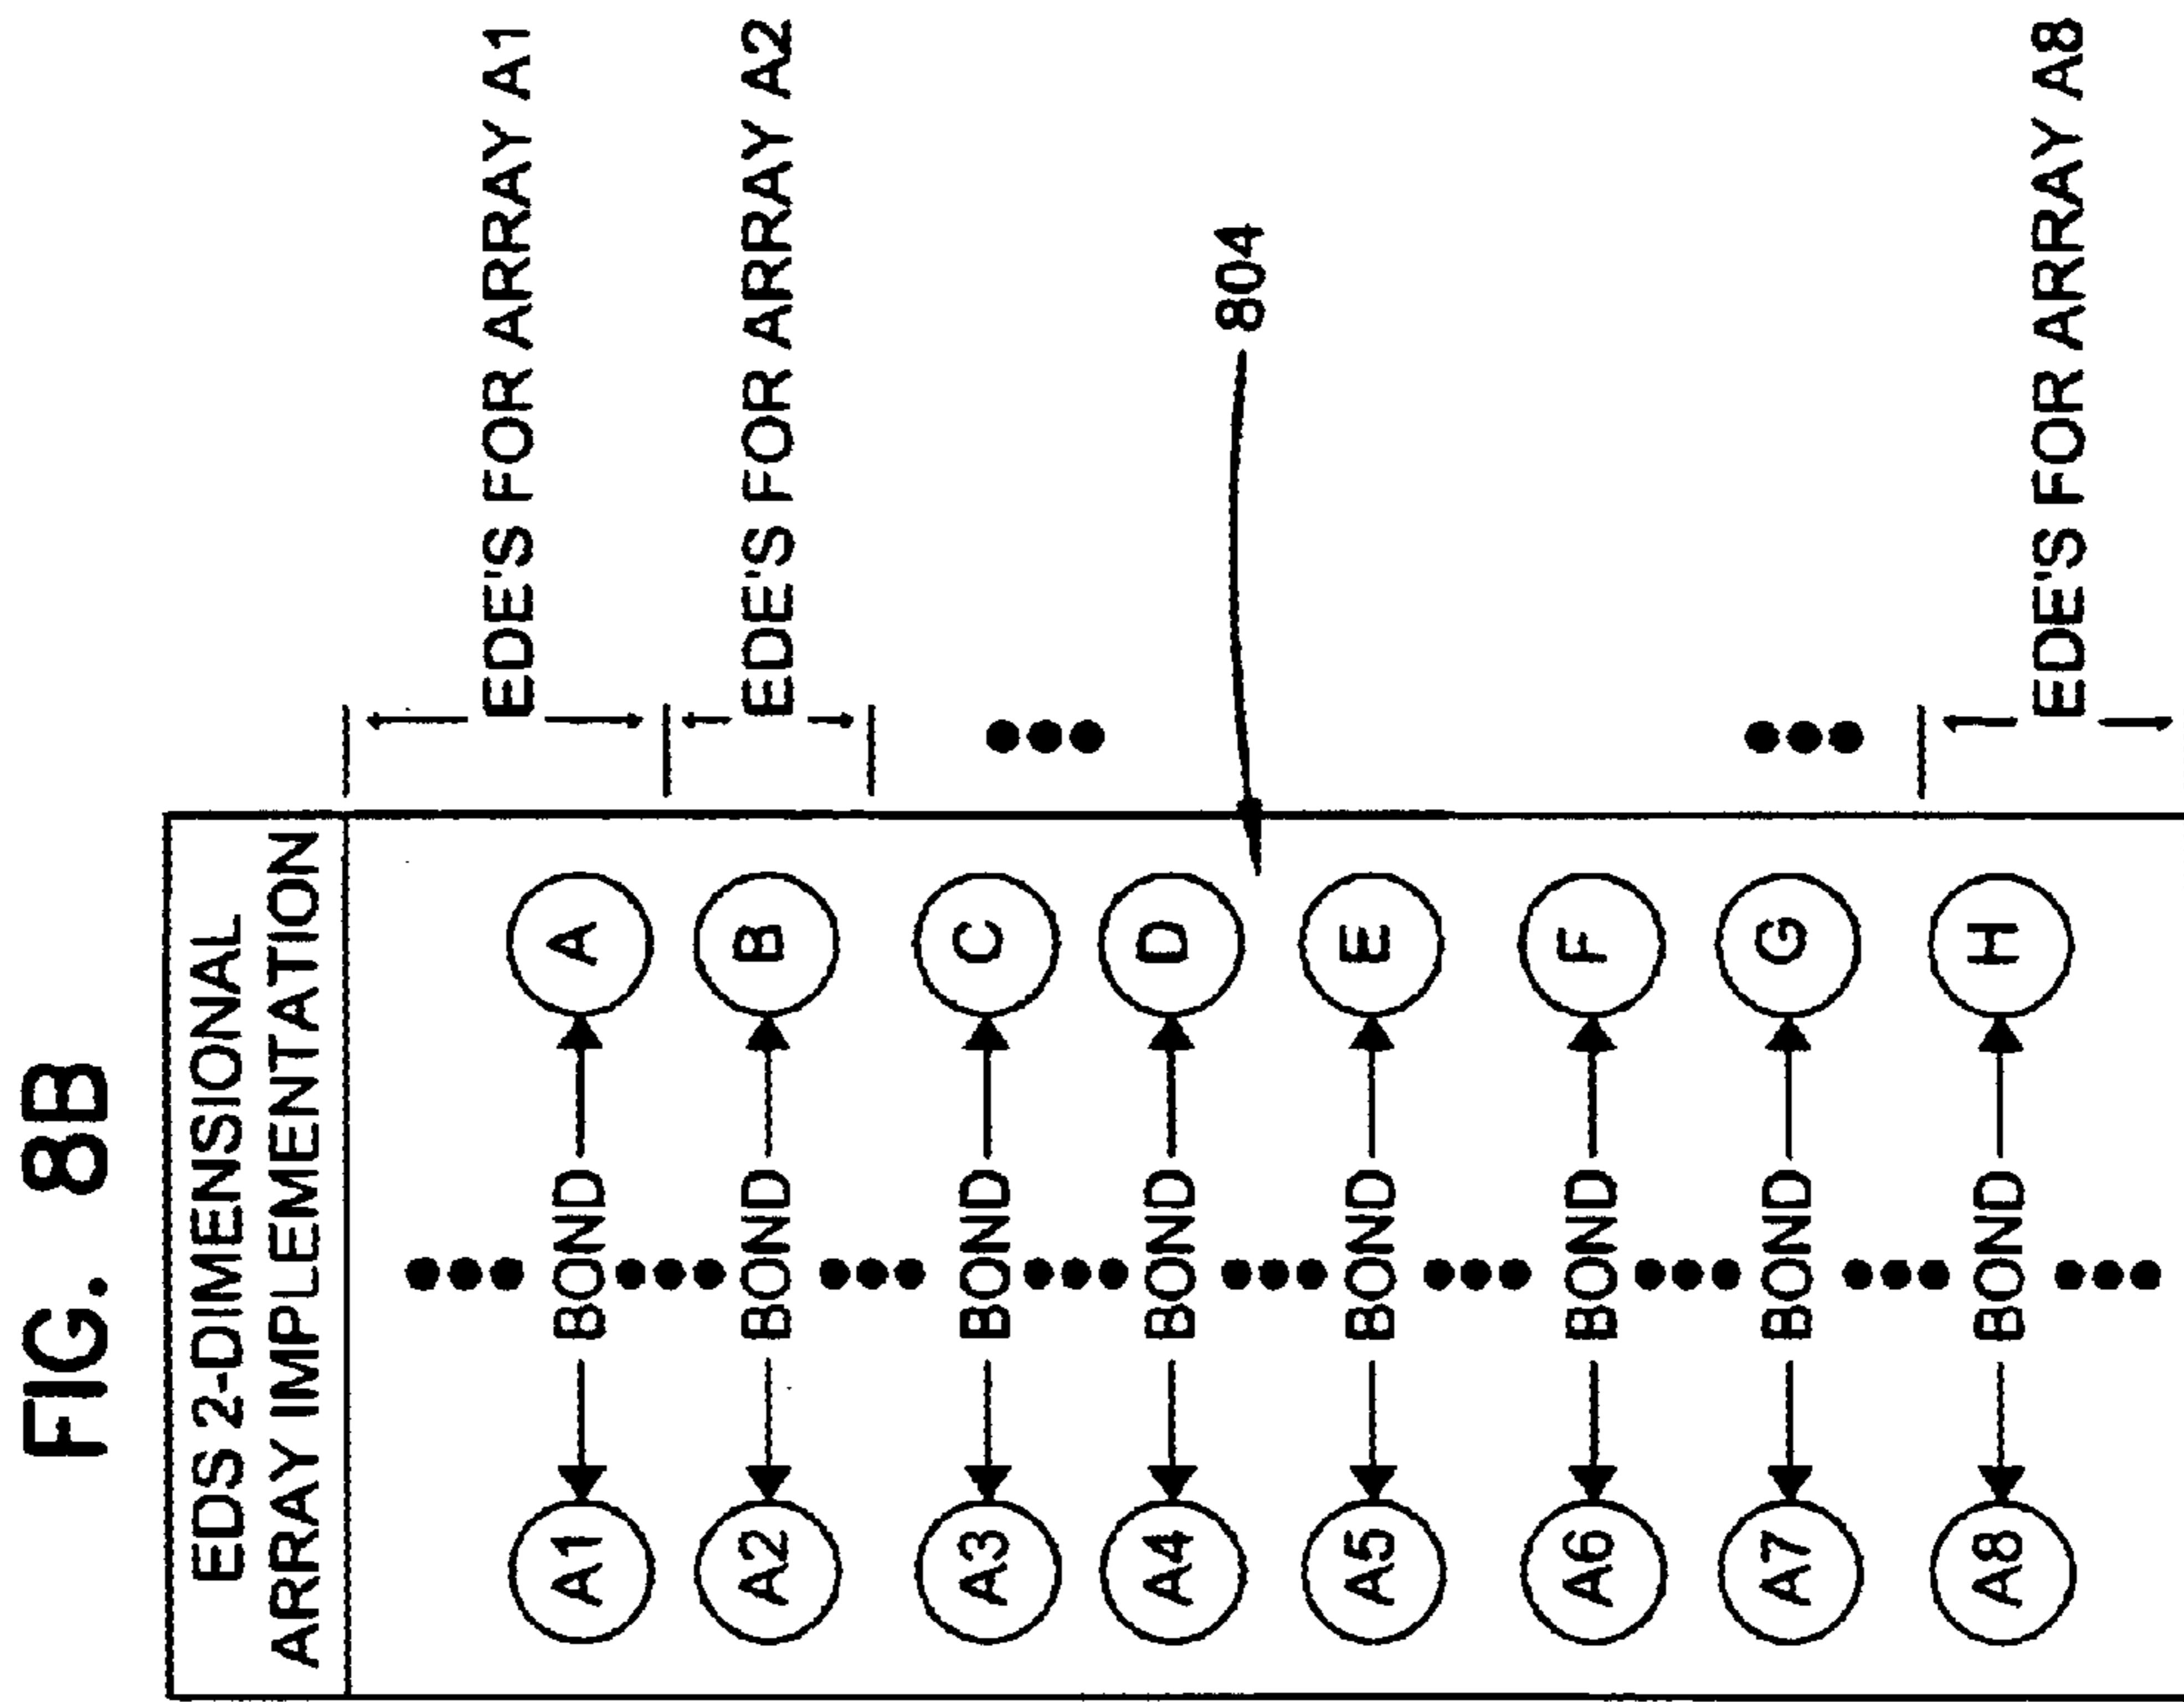 FIG. 8B
EDS 2-DIMENSIONAL
ARRAY IMPLEMENTATION
A1 BOND A
EDE'S FOR ARRAY A1
A2 BOND B
EDE'S FOR ARRAY A2
A3 BOND C
A4 BOND D
804
A5 BOND E
A6 BOND F
A7 BOND G
A8 BOND H
EDE'S FOR ARRAY A8